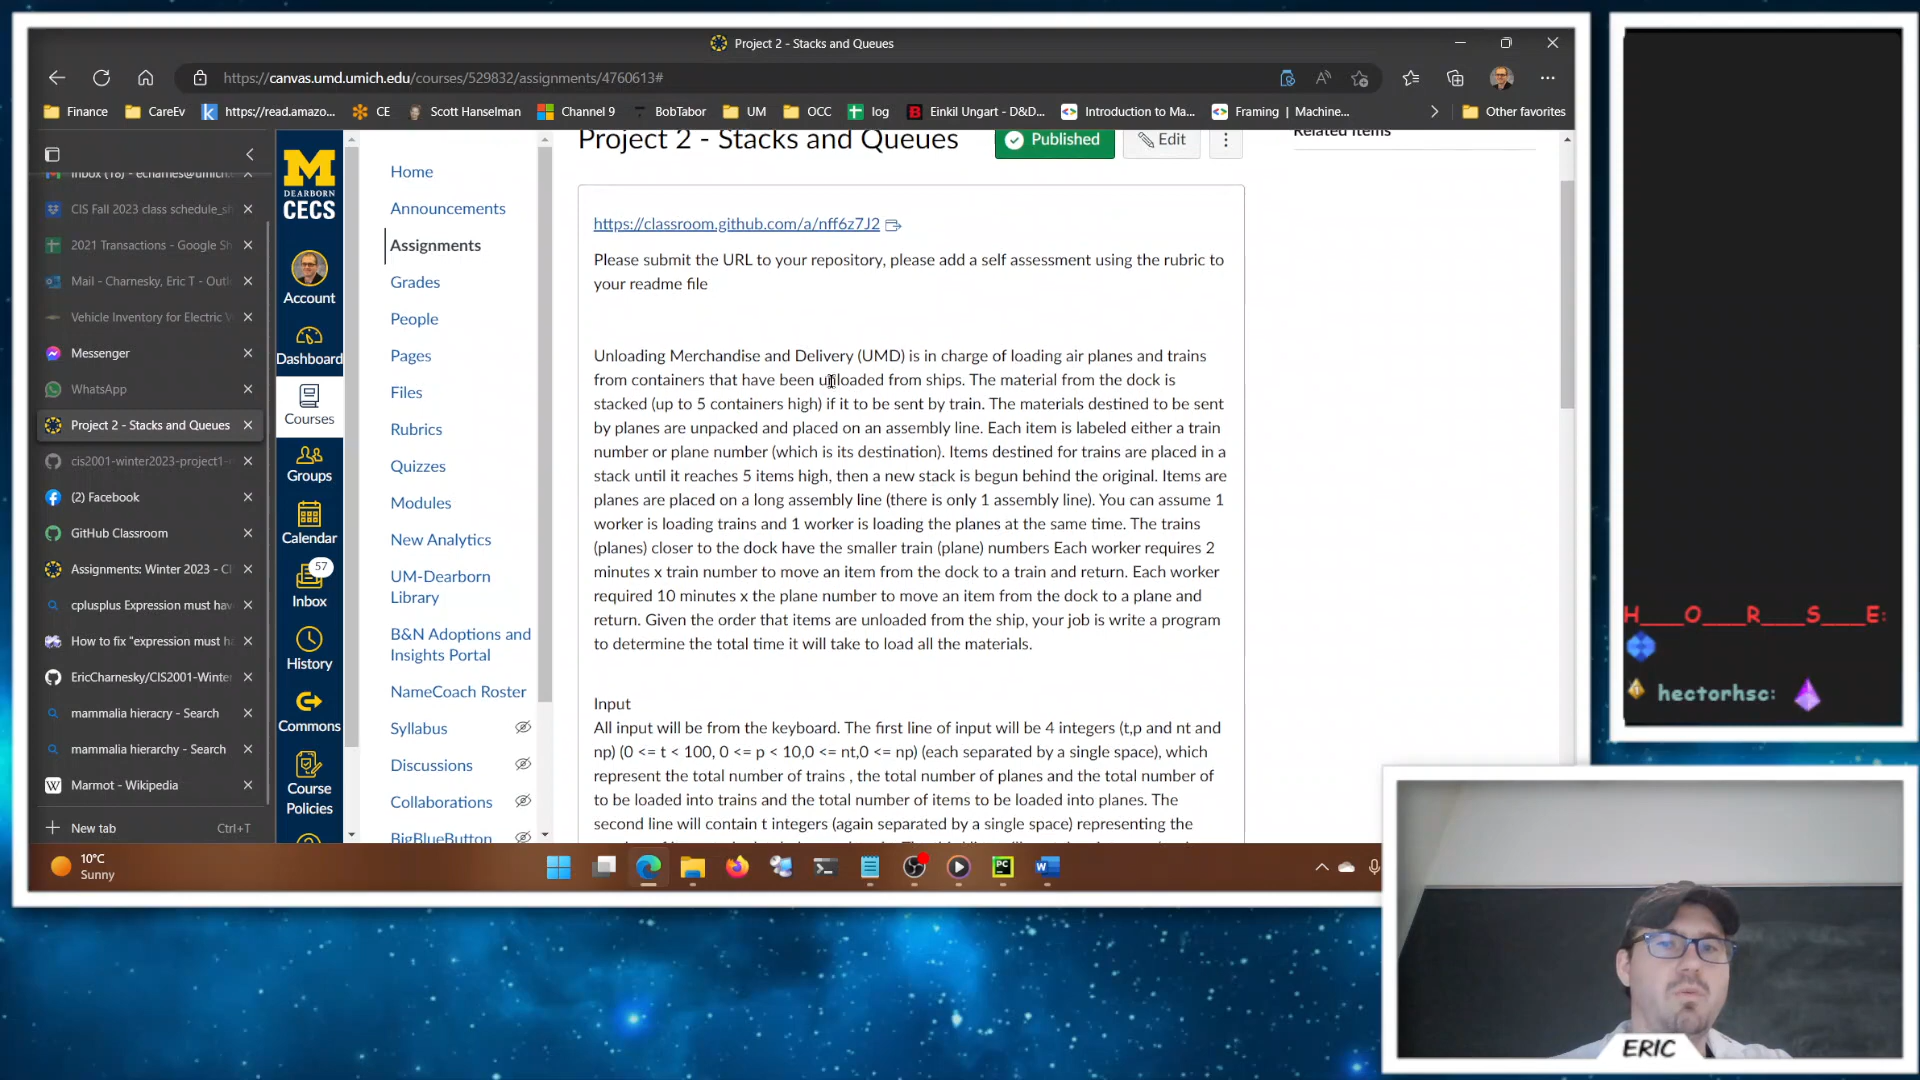 Project 2 - Stacks and Queues
https://canvas.umd.umich.edu/courses/529832/assignments/4760613#
Finance
CareEv
https://read.amazo...
CE
Scott Hanselman
Channel 9
BobTabor
UM
OCC
log
Einkil Ungart - D&D...
Introduction to Ma...
Framing | Machine...
Other favorites
Inbox (18) - echarnes@umich.
CIS Fall 2023 class schedule_s
2021 Transactions - Google Sh
Mail - Charnesky, Eric T - Outl
Vehicle Inventory for Electric V
Messenger
WhatsApp
Project 2 - Stacks and Queues
cis2001-winter2023-project1-
(2) Facebook
GitHub Classroom
Assignments: Winter 2023 - C
cplusplus Expression must hav
How to fix "expression must h
EricCharnesky/CIS2001-Winter
mammalia hieracry - Search
mammalia hierarchy - Search
Marmot - Wikipedia
New tab
Ctrl+T
M
DEARBORN
CECS
Account
Dashboard
Courses
Groups
Calendar
57
Inbox
History
Commons
Course
Policies
Home
Announcements
Assignments
Grades
People
Pages
Files
Rubrics
Quizzes
Modules
New Analytics
UM-Dearborn
Library
B&N Adoptions and
Insights Portal
NameCoach Roster
Syllabus
Discussions
Collaborations
BigBlueButton
Project 2 - Stacks and Queues
Published
Edit
Related Items
https://classroom.github.com/a/nff6z7J2
Please submit the URL to your repository, please add a self assessment using the rubric to
your readme file
Unloading Merchandise and Delivery (UMD) is in charge of loading air planes and trains
from containers that have been unloaded from ships. The material from the dock is
stacked (up to 5 containers high) if it to be sent by train. The materials destined to be sent
by planes are unpacked and placed on an assembly line. Each item is labeled either a train
number or plane number (which is its destination). Items destined for trains are placed in a
stack until it reaches 5 items high, then a new stack is begun behind the original. Items are
planes are placed on a long assembly line (there is only 1 assembly line). You can assume 1
worker is loading trains and 1 worker is loading the planes at the same time. The trains
(planes) closer to the dock have the smaller train (plane) numbers Each worker requires 2
minutes x train number to move an item from the dock to a train and return. Each worker
required 10 minutes x the plane number to move an item from the dock to a plane and
return. Given the order that items are unloaded from the ship, your job is write a program
to determine the total time it will take to load all the materials.
Input
All input will be from the keyboard. The first line of input will be 4 integers (t,p and nt and
np) (0 <= t < 100, 0 <= p < 10,0 <= nt,0 <= np) (each separated by a single space), which
represent the total number of trains , the total number of planes and the total number of
to be loaded into trains and the total number of items to be loaded into planes. The
second line will contain t integers (again separated by a single space) representing the
10°C
Sunny
H___O___R___S___E:
hectorhsc:
ERIC